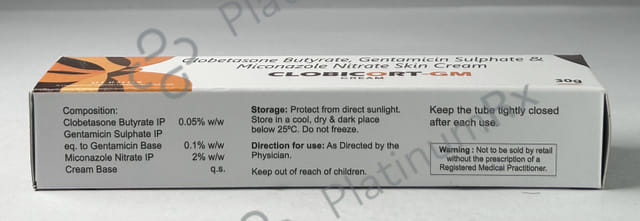 Clobetasone Butyrate, Gentamicin Sulphate &
Miconazole Nitrate Skin Cream
CLOBICORT-GM
CREAM
30g
Composition:
Clobetasone Butyrate IP 0.05% w/w
Gentamicin Sulphate IP
eq. to Gentamicin Base 0.1% w/w
Miconazole Nitrate IP 2% w/w
Cream Base q.s.
Storage: Protect from direct sunlight.
Store in a cool, dry & dark place
below 25ºC. Do not freeze.
Direction for use: As Directed by the
Physician.
Keep out of reach of children.
Keep the tube tightly closed
after each use.
Warning : Not to be sold by retail
without the prescription of a
Registered Medical Practitioner.
PlatinumRx